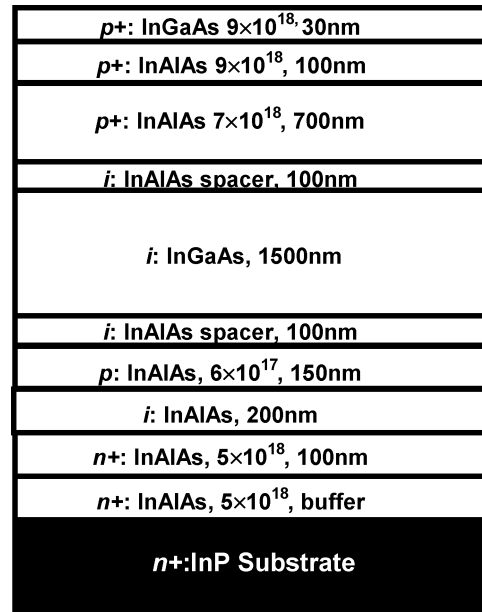 p+: InGaAs 9×10^18, 30nm
p+: InAlAs 9×10^18, 100nm
p+: InAlAs 7×10^18, 700nm
i: InAlAs spacer, 100nm
i: InGaAs, 1500nm
i: InAlAs spacer, 100nm
p: InAlAs, 6×10^17, 150nm
i: InAlAs, 200nm
n+: InAlAs, 5×10^18, 100nm
n+: InAlAs, 5×10^18, buffer
n+:InP Substrate